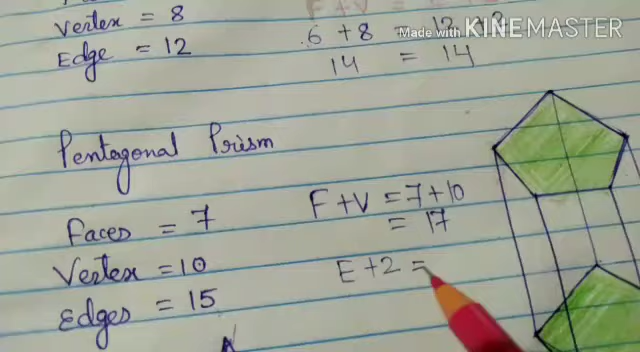 F + V = E + 2
Vertex = 8
6 + 8 = 12 + 2
Made with KINEMASTER
Edge = 12
14 = 14
Pentagonal Prism
Faces = 7
F + V = 7 + 10
= 17
Vertex = 10
E + 2 =
Edges = 15